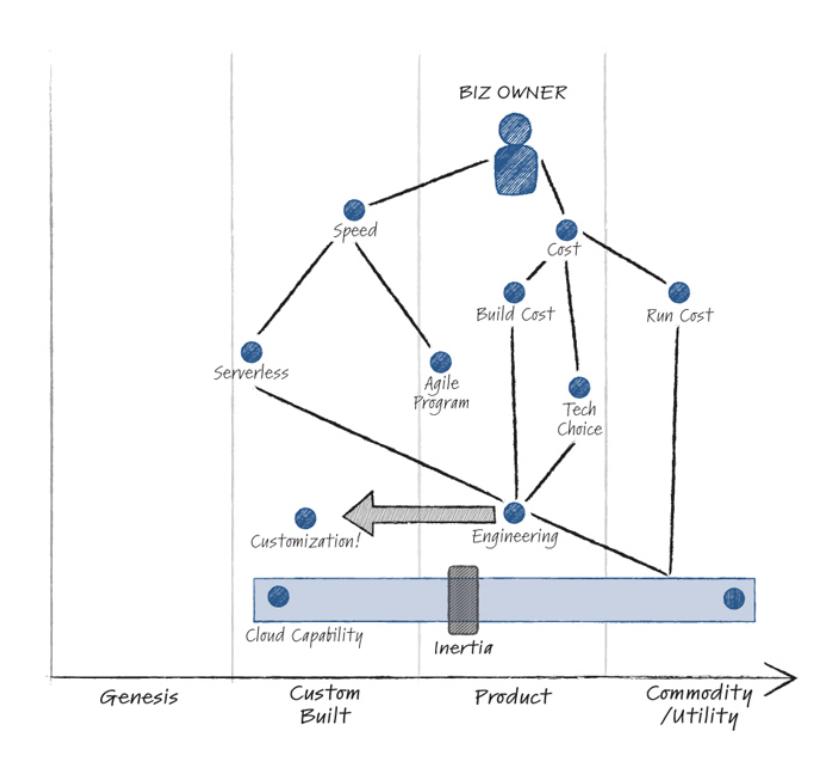 BIZ OWNER
Speed
Cost
Build Cost
Run Cost
Serverless
Agile
Program
Tech
Choice
Customization!
Engineering
Cloud Capability
Inertia
Genesis
Custom
Built
Product
Commodity
/Utility